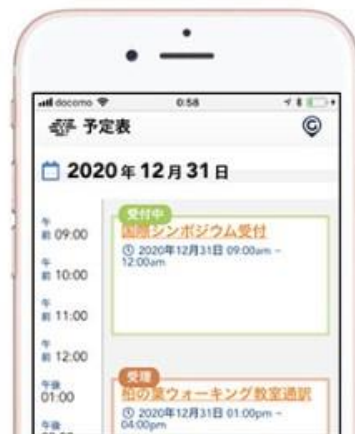 docomo 0:58
予定表
2020年12月31日
受付中
午前 09:00
国際シンポジウム受付
2020年12月31日 09:00am -
12:00am
午前 10:00
午前 11:00
午前 12:00
受理
午後 01:00
柏の葉ウォーキング教室通訳
2020年12月31日 01:00pm -
04:00pm
午後